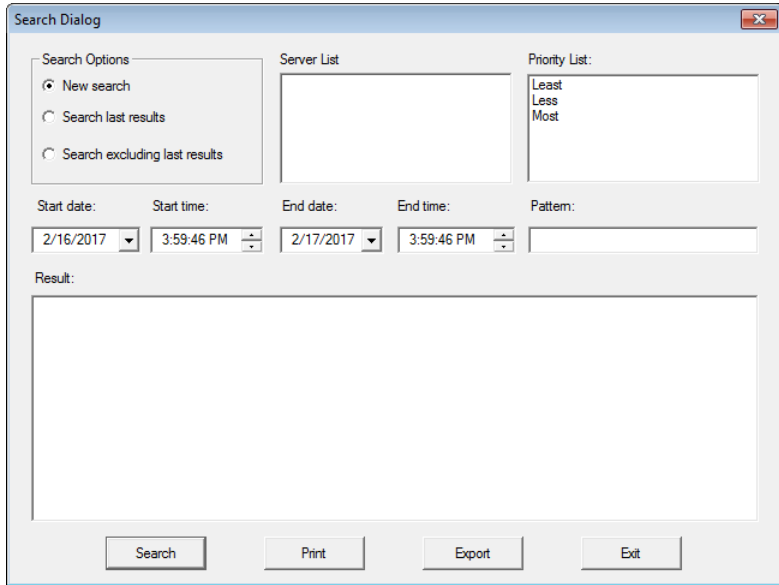 Search Dialog
Search Options
Server List
Priority List:
New search
Search last results
Search excluding last results
Least
Less
Most
Start date:
Start time:
End date:
End time:
Pattern:
2/16/2017
3:59:46 PM
2/17/2017
3:59:46 PM
Result:
Search
Print
Export
Exit